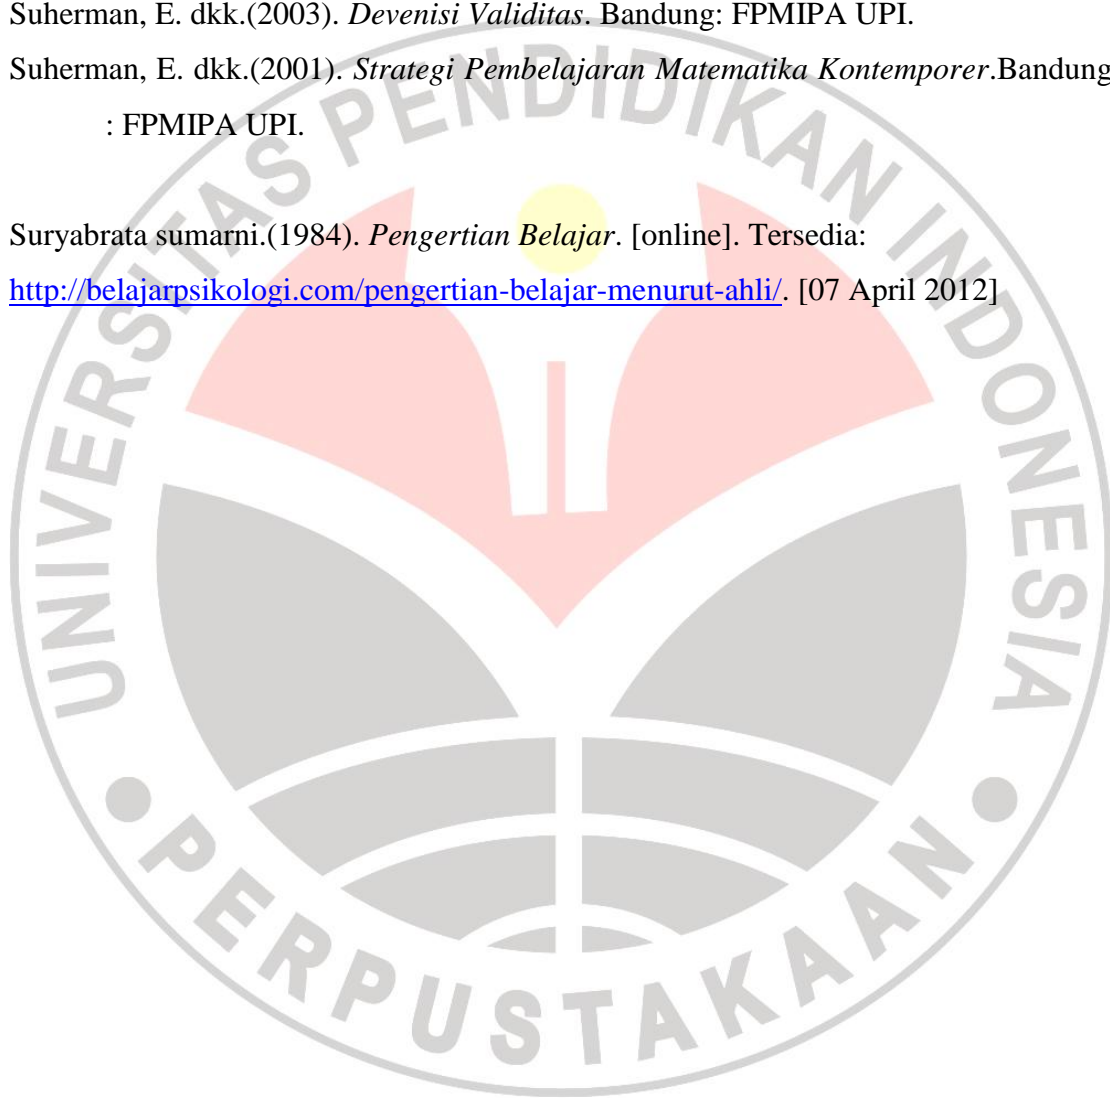 Suherman, E. dkk.(2003). Devenisi Validitas. Bandung: FPMIPA UPI.
Suherman, E. dkk.(2001). Strategi Pembelajaran Matematika Kontemporer.Bandung
: FPMIPA UPI.
Suryabrata sumarni.(1984). Pengertian Belajar. [online]. Tersedia:
http://belajarpsikologi.com/pengertian-belajar-menurut-ahli/. [07 April 2012]
UNIVERSITAS PENDIDIKAN INDONESIA
PERPUSTAKAAN